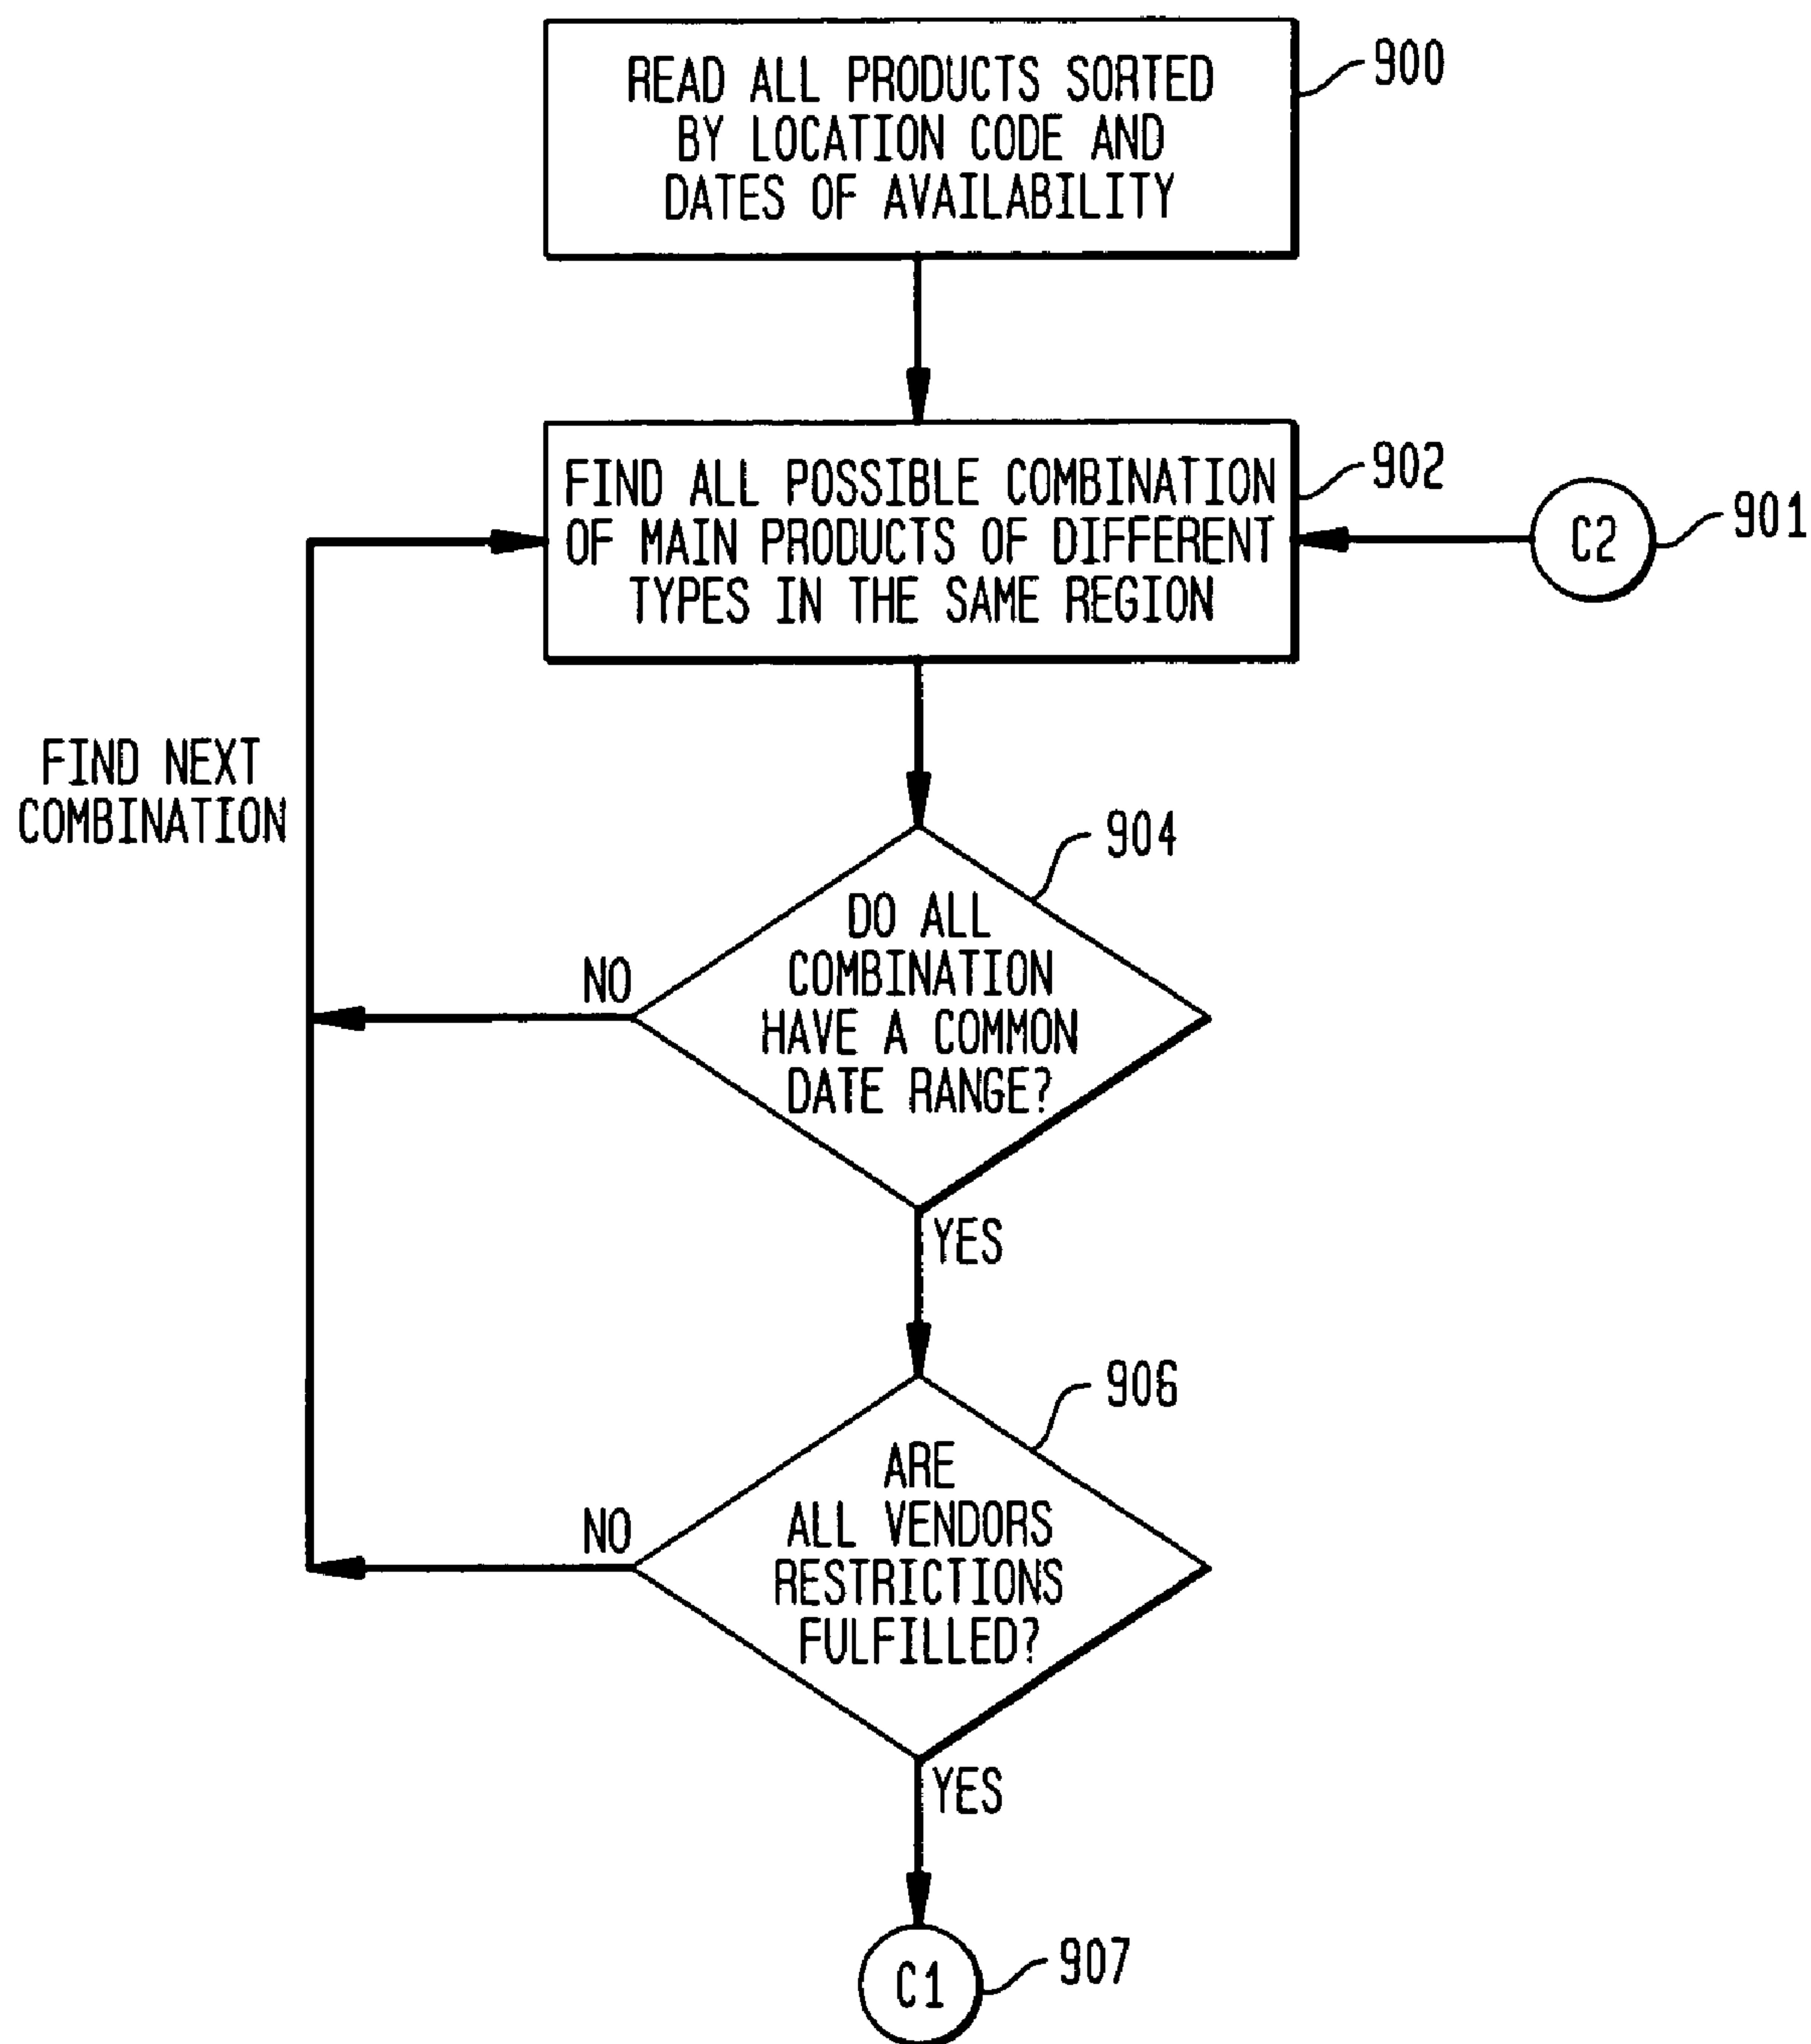 READ ALL PRODUCTS SORTED
BY LOCATION CODE AND
DATES OF AVAILABILITY
900
FIND ALL POSSIBLE COMBINATION
OF MAIN PRODUCTS OF DIFFERENT
TYPES IN THE SAME REGION
902
C2
901
FIND NEXT
COMBINATION
904
DO ALL
COMBINATION
HAVE A COMMON
DATE RANGE?
NO
YES
906
ARE
ALL VENDORS
RESTRICTIONS
FULFILLED?
NO
YES
C1
907